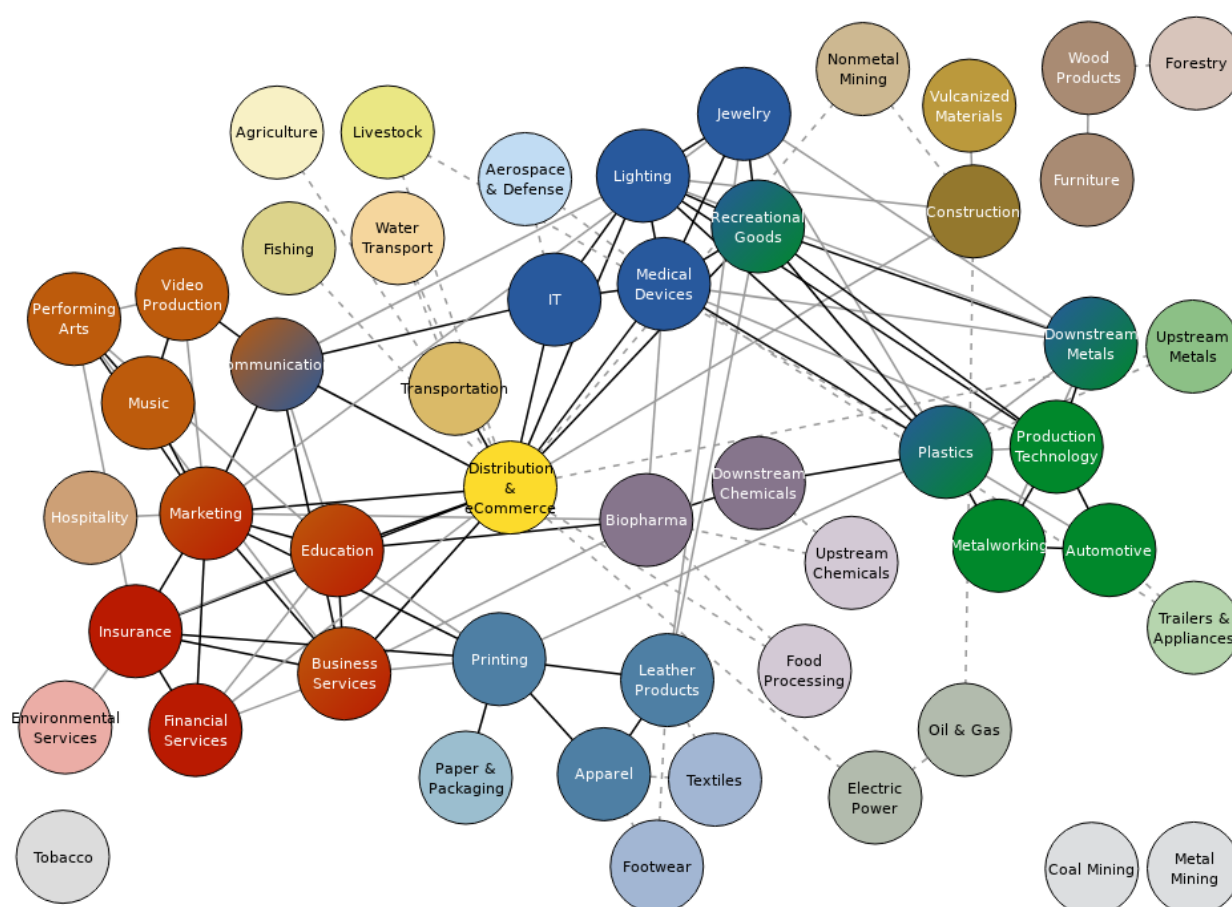 Nonmetal
Mining
Wood
Products
Forestry
Jewelry
Vulcanized
Materials
Agriculture
Livestock
Aerospace
& Defense
Lighting
Furniture
Recreational
Goods
Construction
Fishing
Water
Transport
Video
Production
Medical
Devices
IT
Performing
Arts
Downstream
Metals
Upstream
Metals
ommunication
Transportation
Music
Production
Technology
Plastics
Distribution
&
eCommerce
Downstream
Chemicals
Hospitality
Marketing
Biopharma
Education
Metalworking
Automotive
Upstream
Chemicals
Insurance
Trailers &
Appliances
Printing
Business
Services
Leather
Products
Food
Processing
Environmental
Services
Financial
Services
Oil & Gas
Paper &
Packaging
Apparel
Textiles
Electric
Power
Tobacco
Footwear
Coal Mining
Metal
Mining